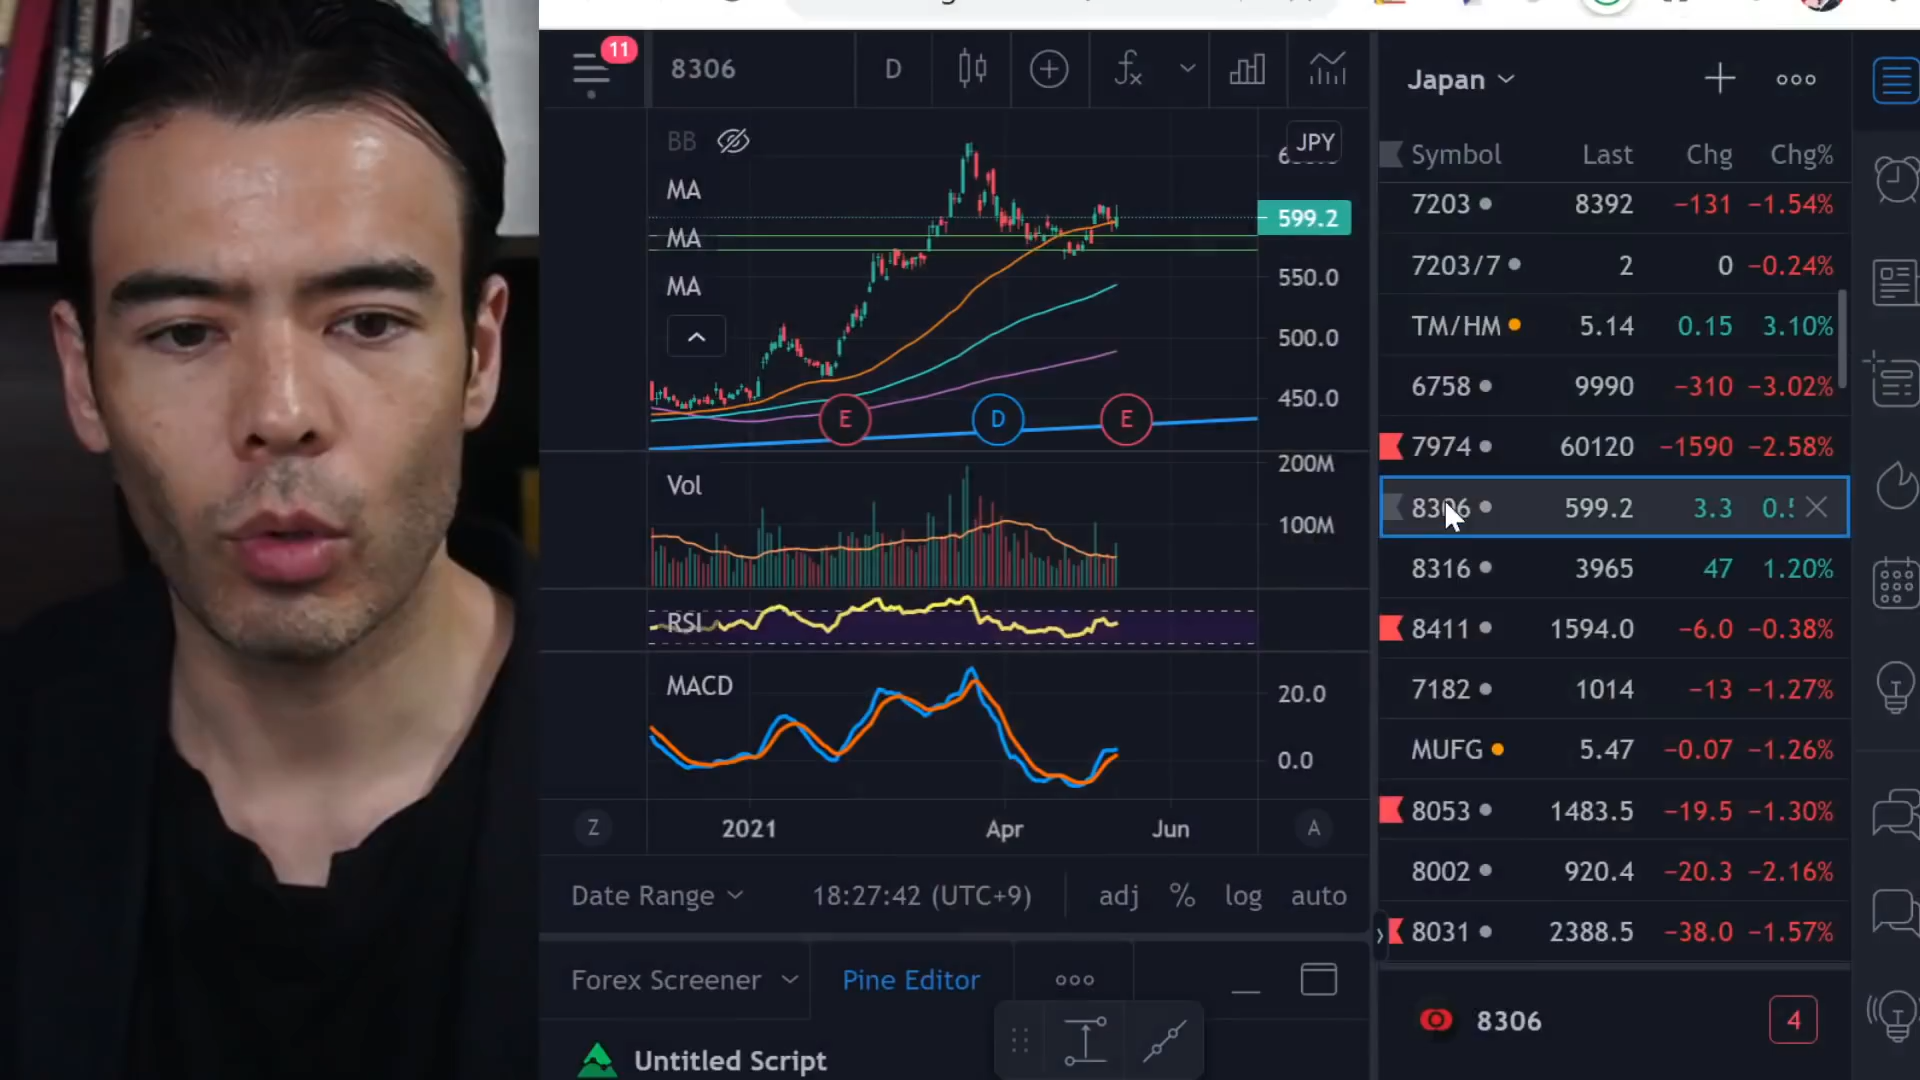 11
8306
D
BB
JPY
MA
MA
MA
599.2
550.0
500.0
450.0
E
D
E
Vol
200M
100M
RSI
MACD
20.0
0.0
Z
2021
Apr
Jun
A
Date Range
18:27:42 (UTC+9)
adj
%
log
auto
Forex Screener
Pine Editor
Untitled Script
Japan
Symbol Last Chg Chg%
7203 8392 −131 −1.54%
7203/7 2 0 −0.24%
TM/HM 5.14 0.15 3.10%
6758 9990 −310 −3.02%
7974 60120 −1590 −2.58%
8306 599.2 3.3
8316 3965 47 1.20%
8411 1594.0 −6.0 −0.38%
7182 1014 −13 −1.27%
MUFG 5.47 −0.07 −1.26%
8053 1483.5 −19.5 −1.30%
8002 920.4 −20.3 −2.16%
8031 2388.5 −38.0 −1.57%
8306
4